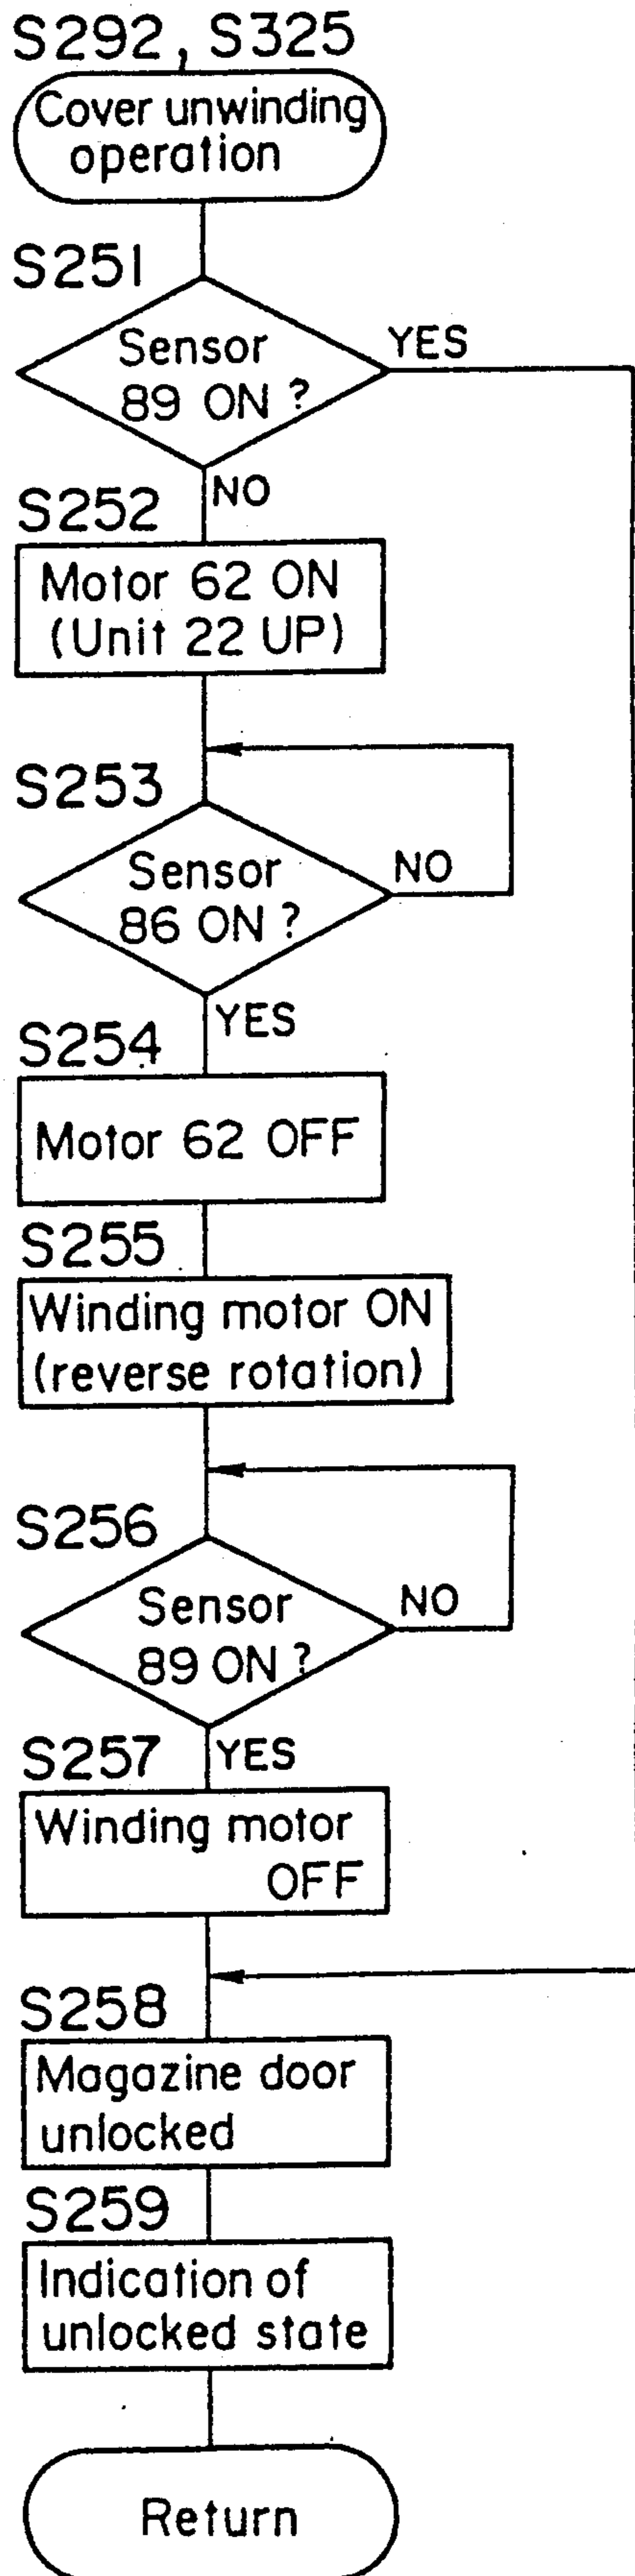 S292, S325
Cover unwinding
operation
S251
Sensor
89 ON ?
YES
NO
S252
Motor 62 ON
(Unit 22 UP)
S253
Sensor
86 ON ?
NO
YES
S254
Motor 62 OFF
S255
Winding motor ON
(reverse rotation)
S256
Sensor
89 ON ?
NO
YES
S257
Winding motor
OFF
S258
Magazine door
unlocked
S259
Indication of
unlocked state
Return